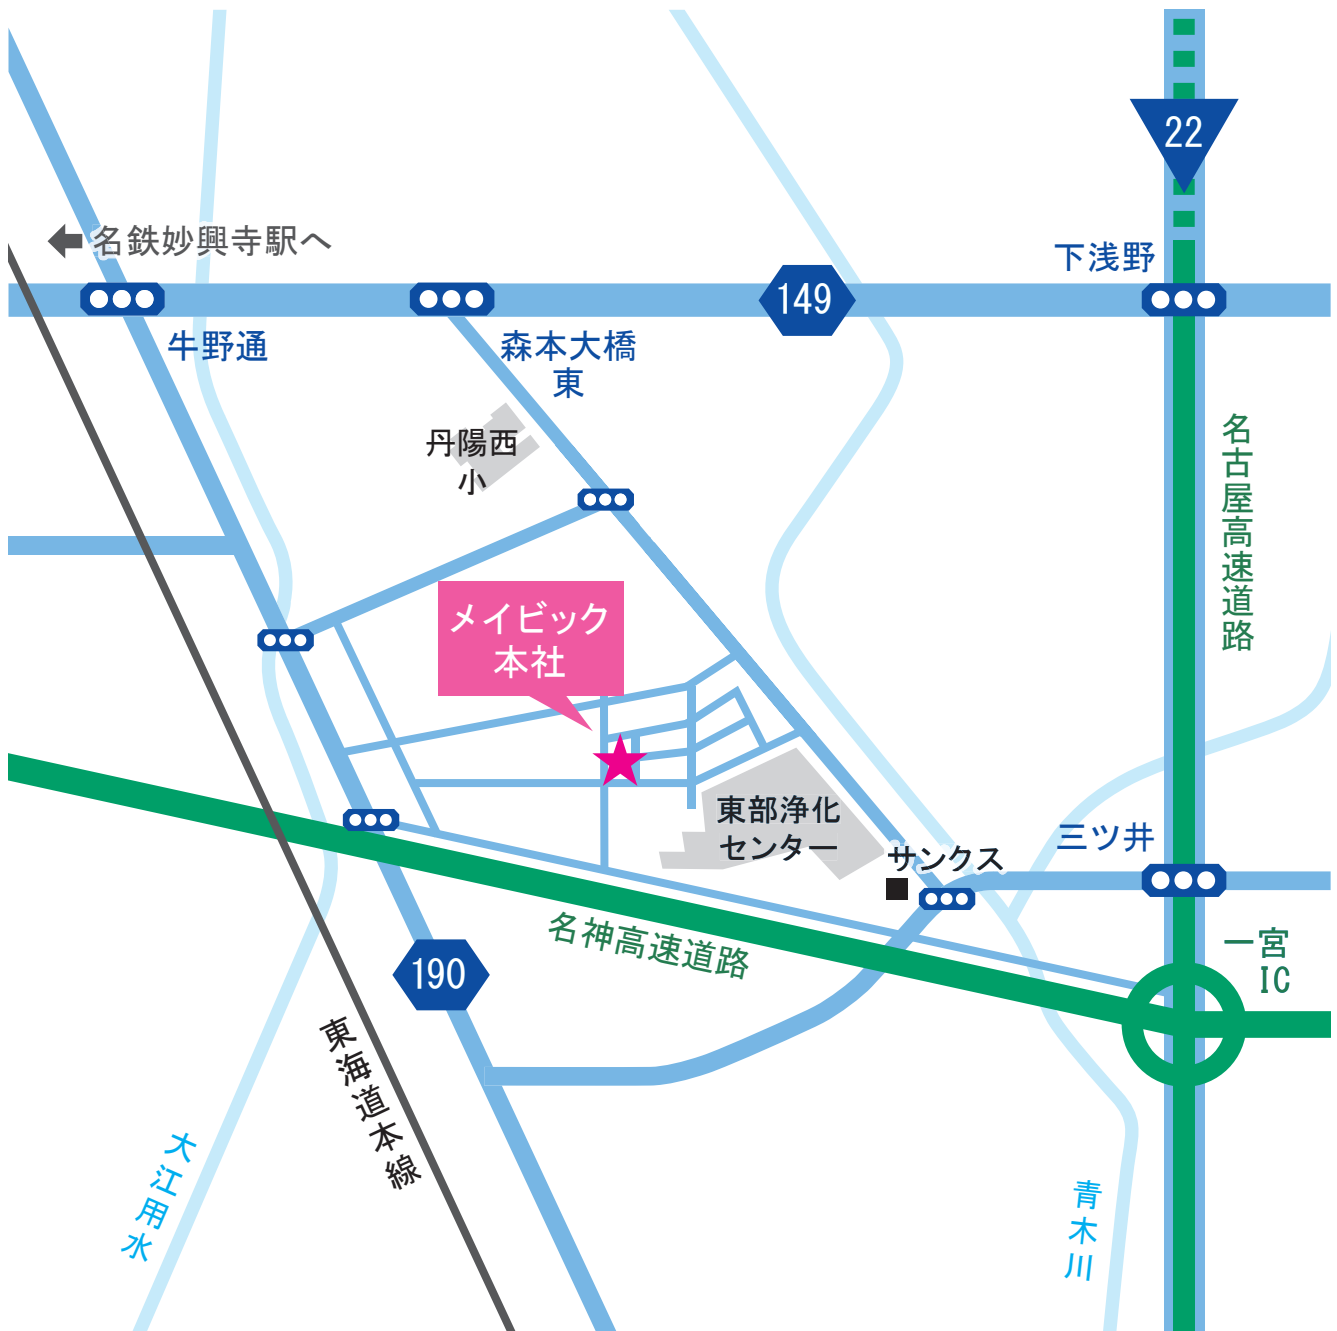 22
名鉄妙興寺駅へ
下浅野
149
牛野通
森本大橋
東
丹陽西
小
名古屋高速道路
メイビック
本社
東部浄化
センター
サンクス
三ツ井
名神高速道路
一宮
IC
190
東海道本線
大江用水
青木川